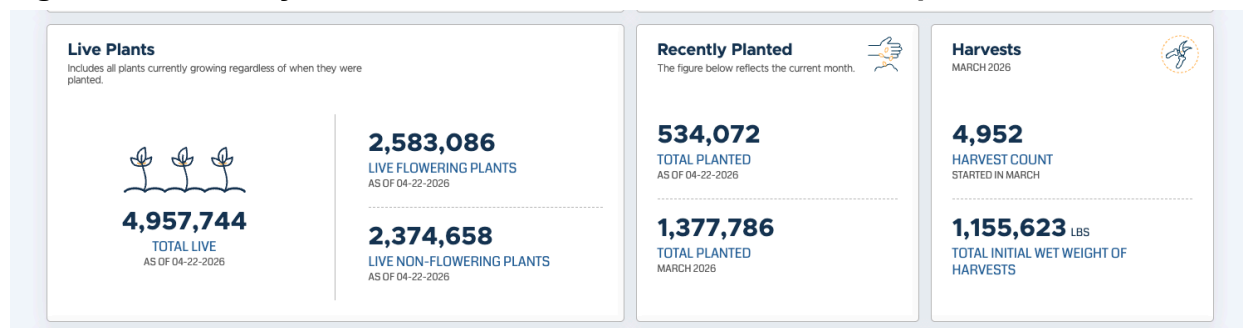 Live Plants
Includes all plants currently growing regardless of when they were
planted.
4,957,744
TOTAL LIVE
AS OF 04-22-2026
2,583,086
LIVE FLOWERING PLANTS
AS OF 04-22-2026
2,374,658
LIVE NON-FLOWERING PLANTS
AS OF 04-22-2026
Recently Planted
The figure below reflects the current month.
534,072
TOTAL PLANTED
AS OF 04-22-2026
1,377,786
TOTAL PLANTED
MARCH 2026
Harvests
MARCH 2026
4,952
HARVEST COUNT
STARTED IN MARCH
1,155,623 LBS
TOTAL INITIAL WET WEIGHT OF
HARVESTS